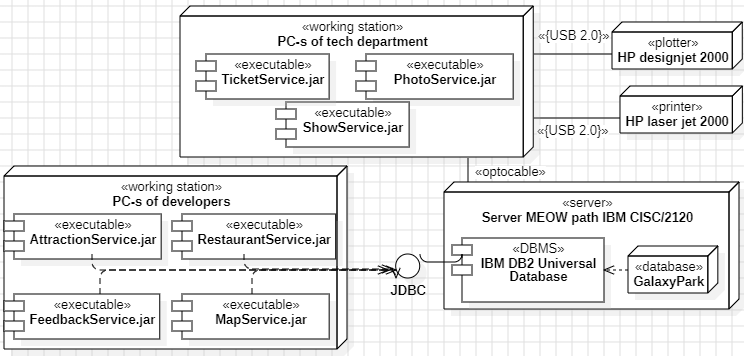 «working station»
PC-s of tech department
«executable»
TicketService.jar
«executable»
PhotoService.jar
«executable»
ShowService.jar
«{USB 2.0}»
«plotter»
HP designjet 2000
«printer»
HP laser jet 2000
«{USB 2.0}»
«optocable»
«working station»
PC-s of developers
«executable»
AttractionService.jar
«executable»
RestaurantService.jar
«executable»
FeedbackService.jar
«executable»
MapService.jar
JDBC
«server»
Server MEOW path IBM CISC/2120
«DBMS»
IBM DB2 Universal
Database
«database»
GalaxyPark